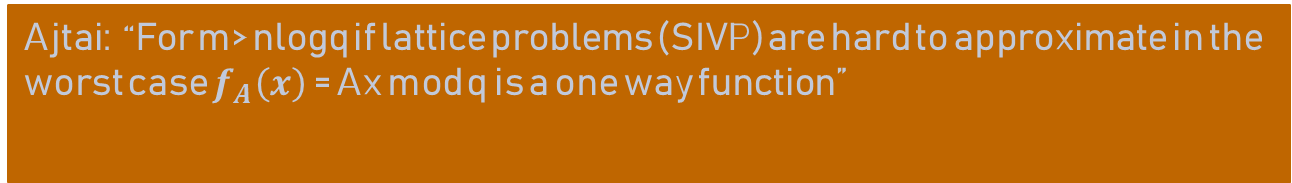 Ajtai: “For m> nlogq if lattice problems (SIVP) are hard to approximate in the
worst case f_A(x) = Ax mod q is a one way function”